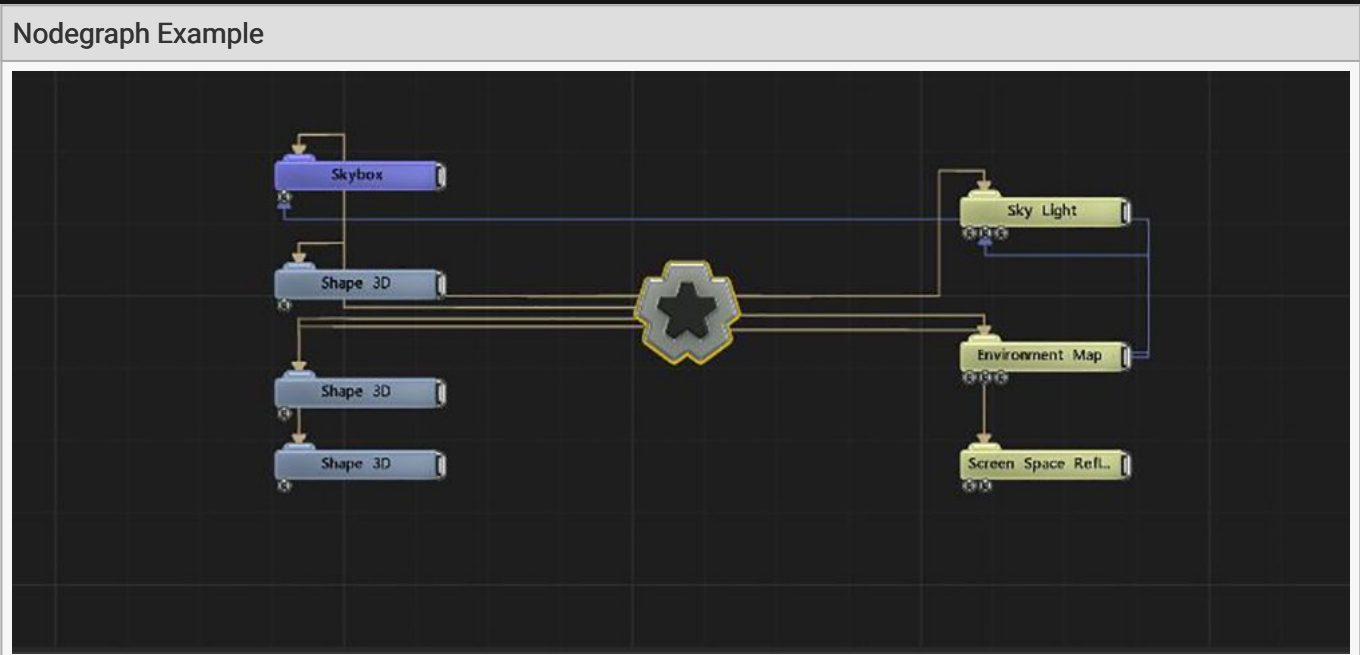 Nodegraph Example
Skybox
Sky Light
Shape 3D
Environment Map
Shape 3D
Shape 3D
Screen Space Refl..